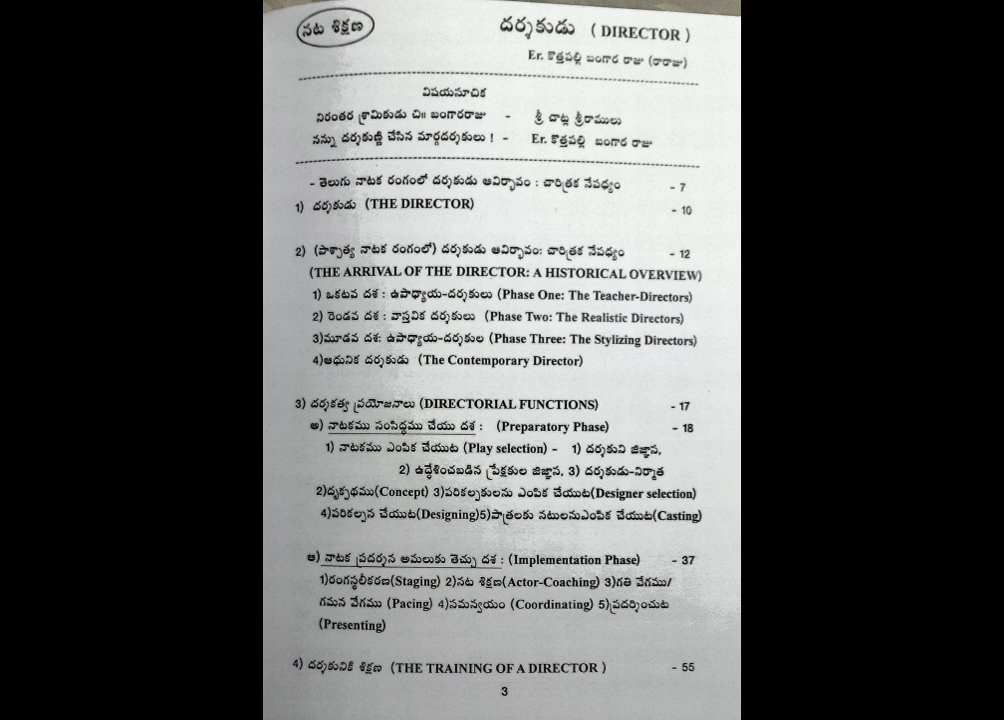 నట శిక్షణ
దర్శకుడు ( DIRECTOR )
Er. కొత్తపల్లి బంగార రాజు (రారాజు)
విషయసూచిక
నిరంతర శ్రామికుడు చి॥ బంగారరాజు - శ్రీ చాట్ల శ్రీరాములు
నన్ను దర్శకుణ్ణి చేసిన మార్గదర్శకులు ! - Er. కొత్తపల్లి బంగార రాజు
- తెలుగు నాటక రంగంలో దర్శకుడు ఆవిర్భావం : చారిత్రక నేపధ్యం - 7
1) దర్శకుడు (THE DIRECTOR) - 10
2) (పాశ్చాత్య నాటక రంగంలో) దర్శకుడు ఆవిర్భావం: చారిత్రక నేపధ్యం - 12
(THE ARRIVAL OF THE DIRECTOR: A HISTORICAL OVERVIEW)
1) ఒకటవ దశ : ఉపాధ్యాయ-దర్శకులు (Phase One: The Teacher-Directors)
2) రెండవ దశ : వాస్తవిక దర్శకులు (Phase Two: The Realistic Directors)
3)మూడవ దశ: ఉపాధ్యాయ-దర్శకుల (Phase Three: The Stylizing Directors)
4)ఆధునిక దర్శకుడు (The Contemporary Director)
3) దర్శకత్వ ప్రయోజనాలు (DIRECTORIAL FUNCTIONS) - 17
అ) నాటకము సంసిద్ధము చేయు దశ : (Preparatory Phase) - 18
1) నాటకము ఎంపిక చేయుట (Play selection) - 1) దర్శకుని జిజ్ఞాస,
2) ఉద్దేశించబడిన ప్రేక్షకుల జిజ్ఞాస, 3) దర్శకుడు-నిర్మాత
2)దృక్పథము(Concept) 3)పరికల్పకులను ఎంపిక చేయుట(Designer selection)
4)పరికల్పన చేయుట(Designing)5)పాత్రలకు నటులనుఎంపిక చేయుట(Casting)
ఆ) నాటక ప్రదర్శన అమలుకు తెచ్చు దశ : (Implementation Phase) - 37
1)రంగస్థలీకరణ(Staging) 2)నట శిక్షణ(Actor-Coaching) 3)గతి వేగము/
గమన వేగము (Pacing) 4)సమన్వయం (Coordinating) 5)ప్రదర్శించుట
(Presenting)
4) దర్శకునికి శిక్షణ (THE TRAINING OF A DIRECTOR ) - 55
3